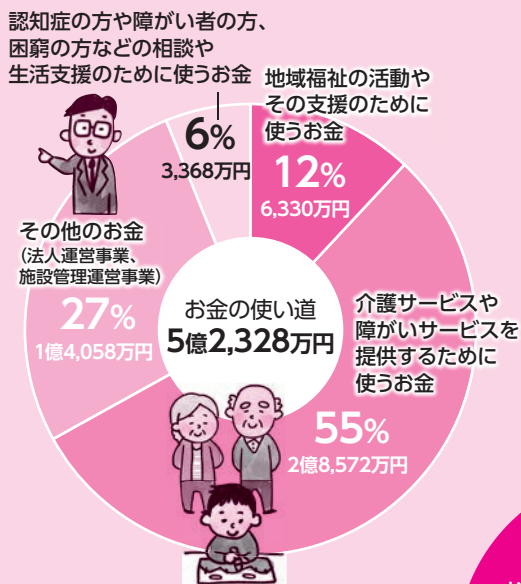 認知症の方や障がい者の方、
困窮の方などの相談や
生活支援のために使うお金
6%
3,368万円
地域福祉の活動や
その支援のために
使うお金
12%
6,330万円
その他のお金
(法人運営事業、
施設管理運営事業)
27%
1億4,058万円
お金の使い道
5億2,328万円
介護サービスや
障がいサービスを
提供するために
使うお金
55%
2億8,572万円